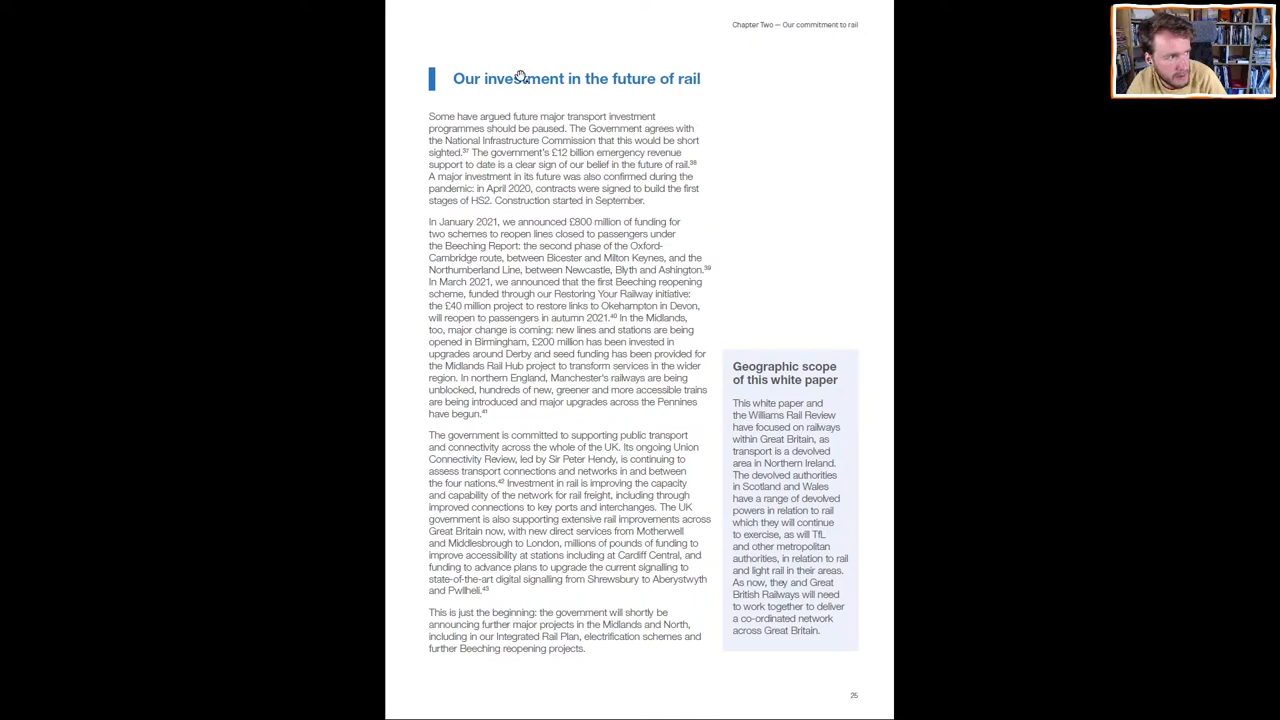 Chapter Two — Our commitment to rail
Our investment in the future of rail
Some have argued future major transport investment
programmes should be paused. The Government agrees with
the National Infrastructure Commission that this would be short
sighted.³⁷ The government's £12 billion emergency revenue
support to date is a clear sign of our belief in the future of rail.³⁸
A major investment in its future was also confirmed during the
pandemic: in April 2020, contracts were signed to build the first
stages of HS2. Construction started in September.
In January 2021, we announced £800 million of funding for
two schemes to reopen lines closed to passengers under
the Beeching Report: the second phase of the Oxford-
Cambridge route, between Bicester and Milton Keynes, and the
Northumberland Line, between Newcastle, Blyth and Ashington.³⁹
In March 2021, we announced that the first Beeching reopening
scheme, funded through our Restoring Your Railway initiative:
the £40 million project to restore links to Okehampton in Devon,
will reopen to passengers in autumn 2021.⁴⁰ In the Midlands,
too, major change is coming: new lines and stations are being
opened in Birmingham, £200 million has been invested in
upgrades around Derby and seed funding has been provided for
the Midlands Rail Hub project to transform services in the wider
region. In northern England, Manchester's railways are being
unblocked, hundreds of new, greener and more accessible trains
are being introduced and major upgrades across the Pennines
have begun.⁴¹
The government is committed to supporting public transport
and connectivity across the whole of the UK. Its ongoing Union
Connectivity Review, led by Sir Peter Hendy, is continuing to
assess transport connections and networks in and between
the four nations.⁴² Investment in rail is improving the capacity
and capability of the network for rail freight, including through
improved connections to key ports and interchanges. The UK
government is also supporting extensive rail improvements across
Great Britain now, with new direct services from Motherwell
and Middlesbrough to London, millions of pounds of funding to
improve accessibility at stations including at Cardiff Central, and
funding to advance plans to upgrade the current signalling to
state-of-the-art digital signalling from Shrewsbury to Aberystwyth
and Pwllheli.⁴³
This is just the beginning: the government will shortly be
announcing further major projects in the Midlands and North,
including in our Integrated Rail Plan, electrification schemes and
further Beeching reopening projects.
Geographic scope
of this white paper
This white paper and
the Williams Rail Review
have focused on railways
within Great Britain, as
transport is a devolved
area in Northern Ireland.
The devolved authorities
in Scotland and Wales
have a range of devolved
powers in relation to rail
which they will continue
to exercise, as will TfL
and other metropolitan
authorities, in relation to rail
and light rail in their areas.
As now, they and Great
British Railways will need
to work together to deliver
a co-ordinated network
across Great Britain.
25